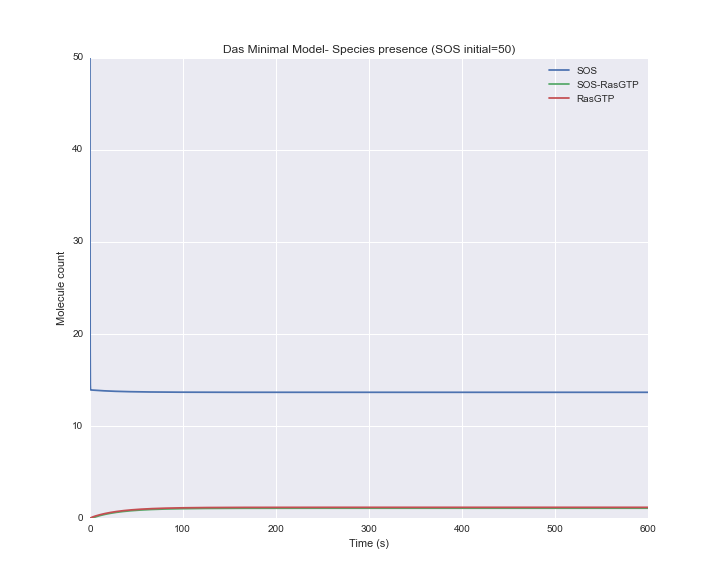 Das Minimal Model- Species presence (SOS initial=50)
50
SOS
SOS-RasGTP
RasGTP
40
30
Molecule count
20
10
0
0 100 200 300 400 500 600
Time (s)